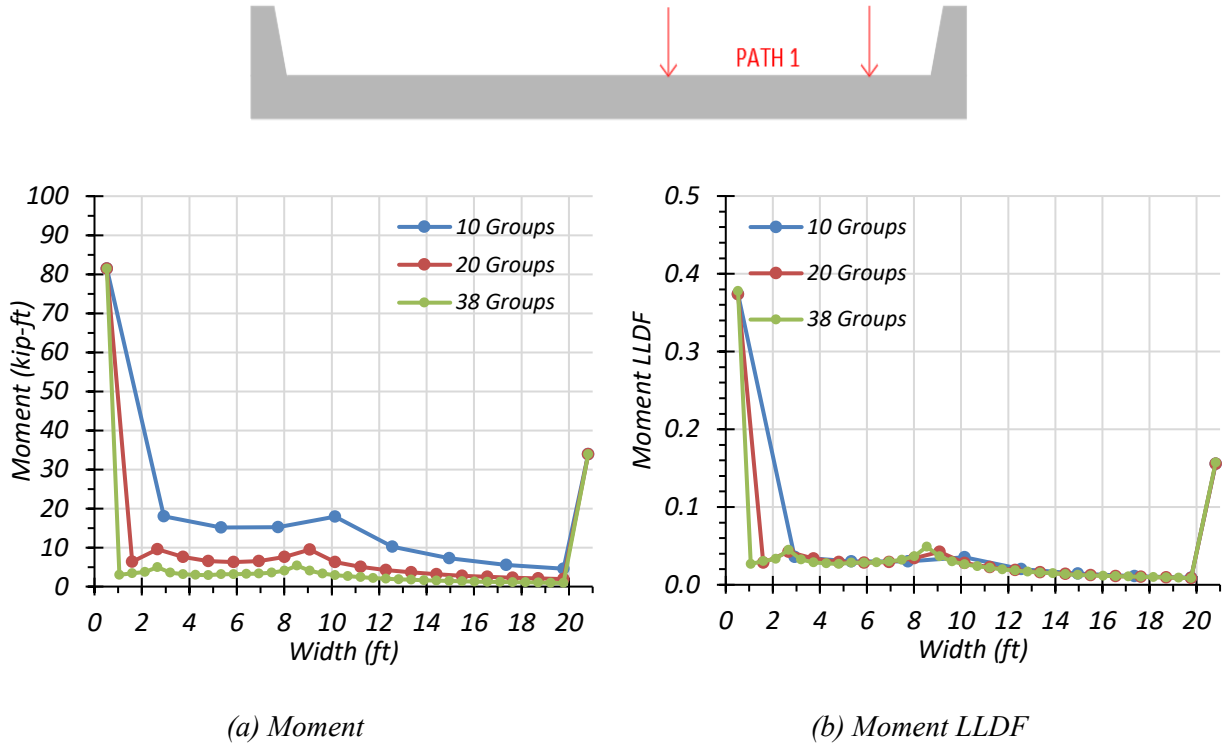 PATH 1
100
90
80
70
60
50
40
30
20
10
0
Moment (kip-ft)
10 Groups
20 Groups
38 Groups
0 2 4 6 8 10 12 14 16 18 20
Width (ft)
(a) Moment
0.5
0.4
0.3
0.2
0.1
0.0
Moment LLDF
10 Groups
20 Groups
38 Groups
0 2 4 6 8 10 12 14 16 18 20
Width (ft)
(b) Moment LLDF